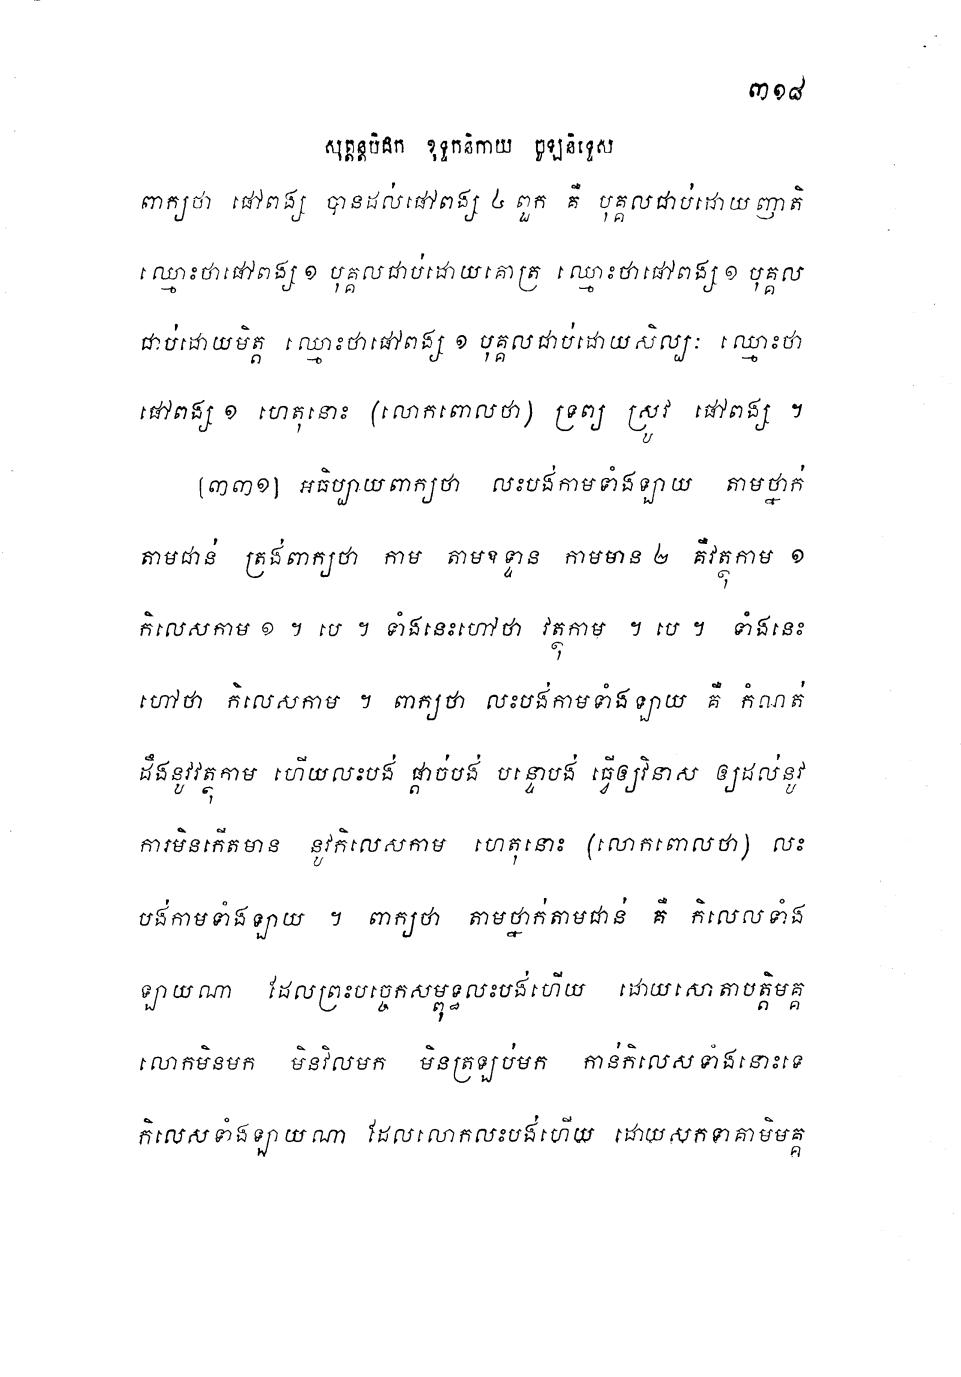 ៣១៨
សុត្តន្តបិដក ខុទ្ទកនិកាយ ចូឡនិទ្ទេស
ពាក្យថា ផៅពង្ស បានដល់ផៅពង្ស ៤ ពួក គឺ បុគ្គលជាប់ដោយញាតិ
ឈ្មោះថាផៅពង្ស ១ បុគ្គលជាប់ដោយគោត្រ ឈ្មោះថាផៅពង្ស ១ បុគ្គល
ជាប់ដោយមិត្ត ឈ្មោះថាផៅពង្ស ១ បុគ្គលជាប់ដោយសិល្បៈ ឈ្មោះថា
ផៅពង្ស ១ ហេតុនោះ (លោកពោលថា) ទ្រព្យ ស្រូវ ផៅពង្ស ។
(៣៣១) អធិប្បាយពាក្យថា លះបង់កាមទាំងឡាយ តាមថ្នាក់
តាមជាន់ ត្រង់ពាក្យថា កាម តាមឧទ្ទាន កាមមាន ២ គឺវត្ថុកាម ១
កិលេសកាម ១ ។ បេ ។ ទាំងនេះហៅថា វត្ថុកាម ។ បេ ។ ទាំងនេះ
ហៅថា កិលេសកាម ។ ពាក្យថា លះបង់កាមទាំងឡាយ គឺ កំណត់
ដឹងនូវវត្ថុកាម ហើយលះបង់ ផ្តាច់បង់ បន្ទោបង់ ធ្វើឲ្យវិនាស ឲ្យដល់នូវ
ការមិនកើតមាន នូវកិលេសកាម ហេតុនោះ (លោកពោលថា) លះ
បង់កាមទាំងឡាយ ។ ពាក្យថា តាមថ្នាក់តាមជាន់ គឺ កិលេលទាំង
ឡាយណា ដែលព្រះបច្ចេកសម្ពុទ្ធលះបង់ហើយ ដោយសោតាបត្តិមគ្គ
លោកមិនមក មិនវិលមក មិនត្រឡប់មក កាន់កិលេសទាំងនោះទេ
កិលេសទាំងឡាយណា ដែលលោកលះបង់ហើយ ដោយសកទាគាមិមគ្គ